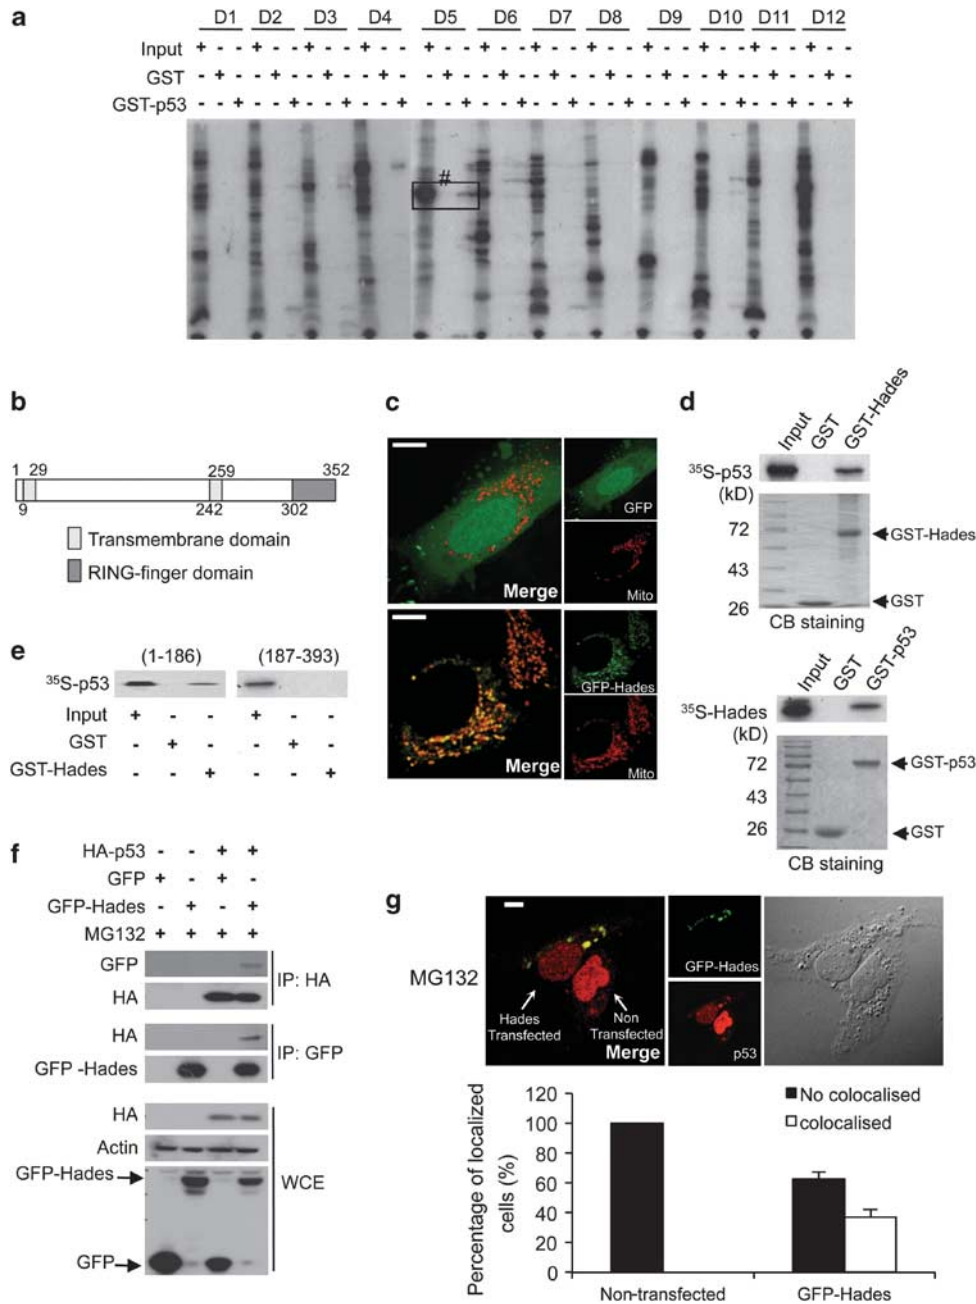 a
D1 D2 D3 D4 D5 D6 D7 D8 D9 D10 D11 D12
Input + - - + - - + - - + - - + - - + - - + - - + - - + - - + - - + - - + - -
GST - + - - + - - + - - + - - + - - + - - + - - + - - + - - + - - + - - + -
GST-p53 - - + - - + - - + - - + - - + - - + - - + - - + - - + - - + - - + - - +
#
b
1 29 259 352
9 242 302
Transmembrane domain
RING-finger domain
c
GFP
Merge
Mito
GFP-Hades
Merge
Mito
d
Input GST GST-Hades
35S-p53
(kD)
72
43
26
GST-Hades
GST
CB staining
Input GST GST-p53
35S-Hades
(kD)
72
43
26
GST-p53
GST
CB staining
e
(1-186) (187-393)
35S-p53
Input + - - + - -
GST - + - - + -
GST-Hades - - + - - +
f
HA-p53 - - + +
GFP + - + -
GFP-Hades - + - +
MG132 + + + +
GFP
HA
IP: HA
HA
GFP -Hades
IP: GFP
HA
Actin
GFP-Hades
GFP
WCE
g
MG132
Hades
Transfected
Non
Transfected
Merge
GFP-Hades
p53
Percentage of localized
cells (%)
120
100
80
60
40
20
0
No colocalised
colocalised
Non-transfected GFP-Hades